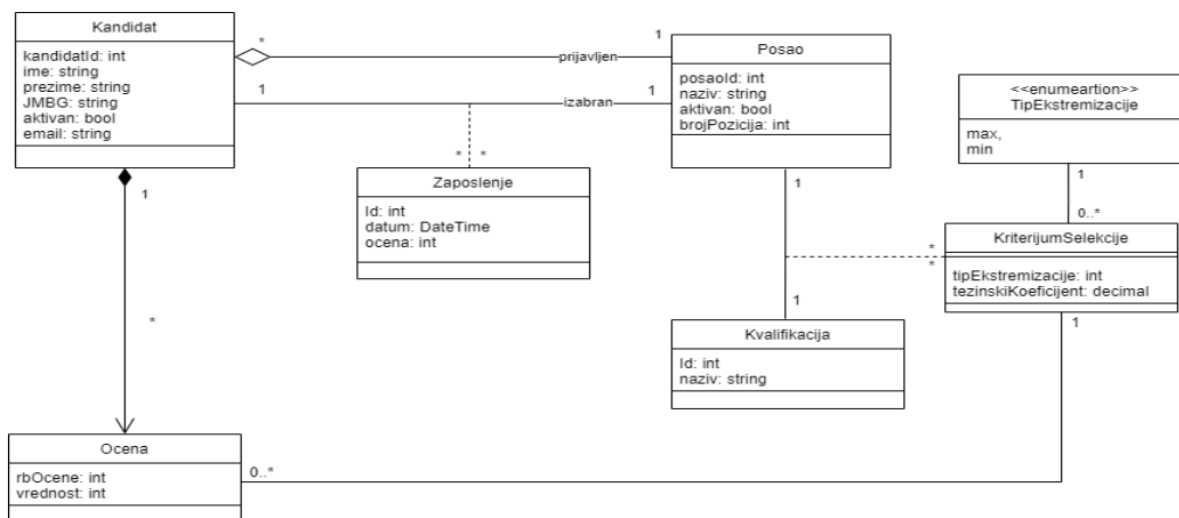 Kandidat
kandidatId: int
ime: string
prezime: string
JMBG: string
aktivan: bool
email: string
*
1
prijavljen
1
1
izabran
Posao
posaoId: int
naziv: string
aktivan: bool
brojPozicija: int
<<enumeartion>>
TipEkstremizacije
max,
min
* *
Zaposlenje
Id: int
datum: DateTime
ocena: int
1
1
1
0..*
KriterijumSelekcije
tipEkstremizacije: int
tezinskiKoeficijent: decimal
*
*
1
1
Kvalifikacija
Id: int
naziv: string
*
Ocena
rbOcene: int
vrednost: int
0..*